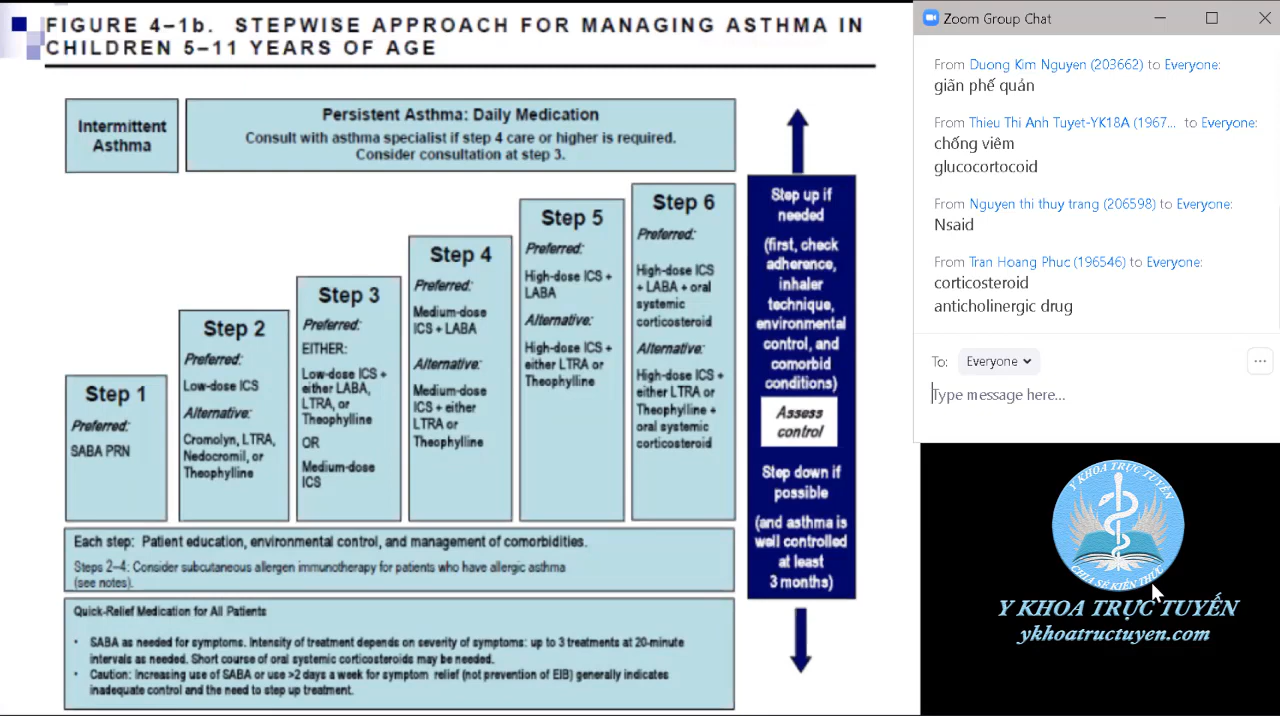 FIGURE 4–1b. STEPWISE APPROACH FOR MANAGING ASTHMA IN
CHILDREN 5–11 YEARS OF AGE
Intermittent
Asthma
Persistent Asthma: Daily Medication
Consult with asthma specialist if step 4 care or higher is required.
Consider consultation at step 3.
Step 1
Preferred:
SABA PRN
Step 2
Preferred:
Low-dose ICS
Alternative:
Cromolyn, LTRA,
Nedocromil, or
Theophylline
Step 3
Preferred:
EITHER:
Low-dose ICS +
either LABA,
LTRA, or
Theophylline
OR
Medium-dose
ICS
Step 4
Preferred:
Medium-dose
ICS + LABA
Alternative:
Medium-dose
ICS + either
LTRA or
Theophylline
Step 5
Preferred:
High-dose ICS +
LABA
Alternative:
High-dose ICS +
either LTRA or
Theophylline
Step 6
Preferred:
High-dose ICS
+ LABA + oral
systemic
corticosteroid
Alternative:
High-dose ICS +
either LTRA or
Theophylline +
oral systemic
corticosteroid
Step up if
needed
(first, check
adherence,
inhaler
technique,
environmental
control, and
comorbid
conditions)
Assess
control
Step down if
possible
(and asthma is
well controlled
at least
3 months)
Each step: Patient education, environmental control, and management of comorbidities.
Steps 2–4: Consider subcutaneous allergen immunotherapy for patients who have allergic asthma
(see notes).
Quick-Relief Medication for All Patients
• SABA as needed for symptoms. Intensity of treatment depends on severity of symptoms: up to 3 treatments at 20-minute
intervals as needed. Short course of oral systemic corticosteroids may be needed.
• Caution: Increasing use of SABA or use >2 days a week for symptom relief (not prevention of EIB) generally indicates
inadequate control and the need to step up treatment.
Zoom Group Chat
From Duong Kim Nguyen (203662) to Everyone:
giãn phế quản
From Thieu Thi Anh Tuyet-YK18A (1967... to Everyone:
chống viêm
glucocortocoid
From Nguyen thi thuy trang (206598) to Everyone:
Nsaid
From Tran Hoang Phuc (196546) to Everyone:
corticosteroid
anticholinergic drug
To: Everyone
Type message here...
Y KHOA TRỰC TUYẾN
CHIA SẺ KIẾN THỨC
Y KHOA TRỰC TUYẾN
ykhoatructuyen.com